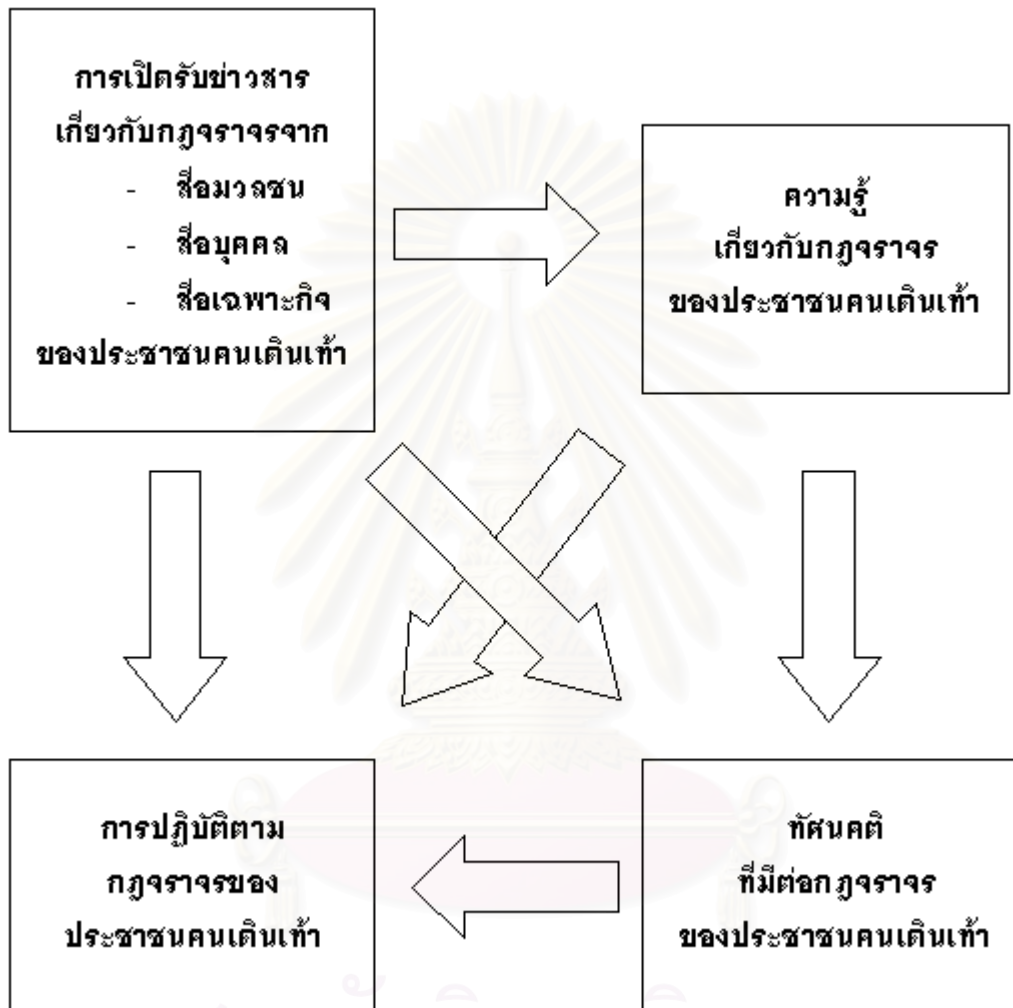 การเปิดรับข่าวสาร
เกี่ยวกับกฎจราจรจาก
- สื่อมวลชน
- สื่อบุคคล
- สื่อเฉพาะกิจ
ของประชาชนคนเดินเท้า
ความรู้
เกี่ยวกับกฎจราจร
ของประชาชนคนเดินเท้า
การปฏิบัติตาม
กฎจราจรของ
ประชาชนคนเดินเท้า
ทัศนคติ
ที่มีต่อกฎจราจร
ของประชาชนคนเดินเท้า